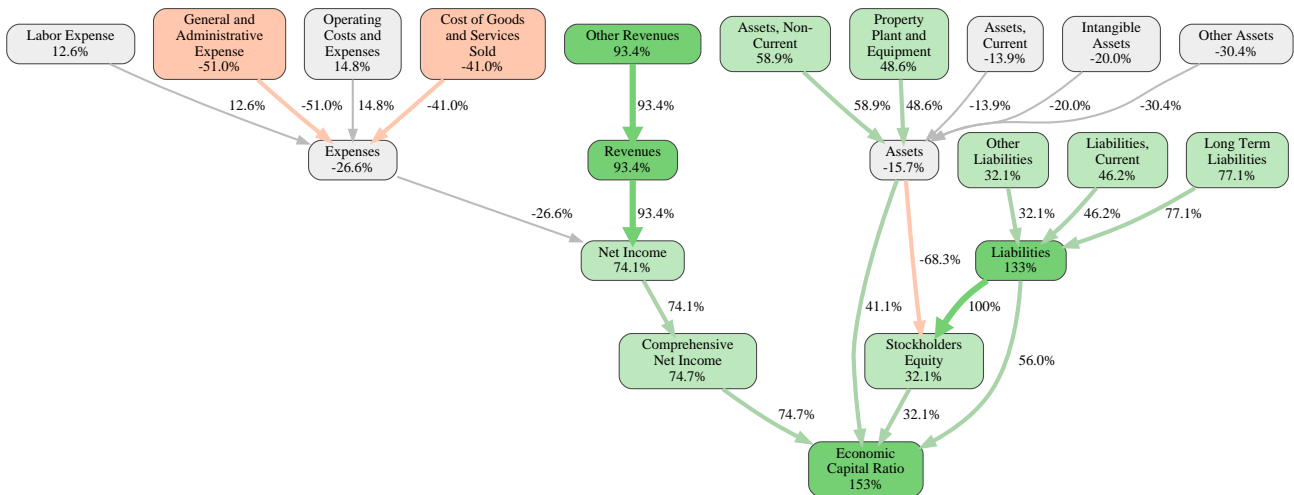 Labor Expense
12.6%
General and
Administrative
Expense
-51.0%
Operating
Costs and
Expenses
14.8%
Cost of Goods
and Services
Sold
-41.0%
Other Revenues
93.4%
Assets, Non-
Current
58.9%
Property
Plant and
Equipment
48.6%
Assets,
Current
-13.9%
Intangible
Assets
-20.0%
Other Assets
-30.4%
12.6%
-51.0%
14.8%
-41.0%
93.4%
58.9%
48.6%
-13.9%
-20.0%
-30.4%
Expenses
-26.6%
Revenues
93.4%
Assets
-15.7%
Other
Liabilities
32.1%
Liabilities,
Current
46.2%
Long Term
Liabilities
77.1%
-26.6%
93.4%
32.1%
46.2%
77.1%
Net Income
74.1%
-68.3%
Liabilities
133%
74.1%
41.1%
100%
Comprehensive
Net Income
74.7%
Stockholders
Equity
32.1%
56.0%
74.7%
32.1%
Economic
Capital Ratio
153%